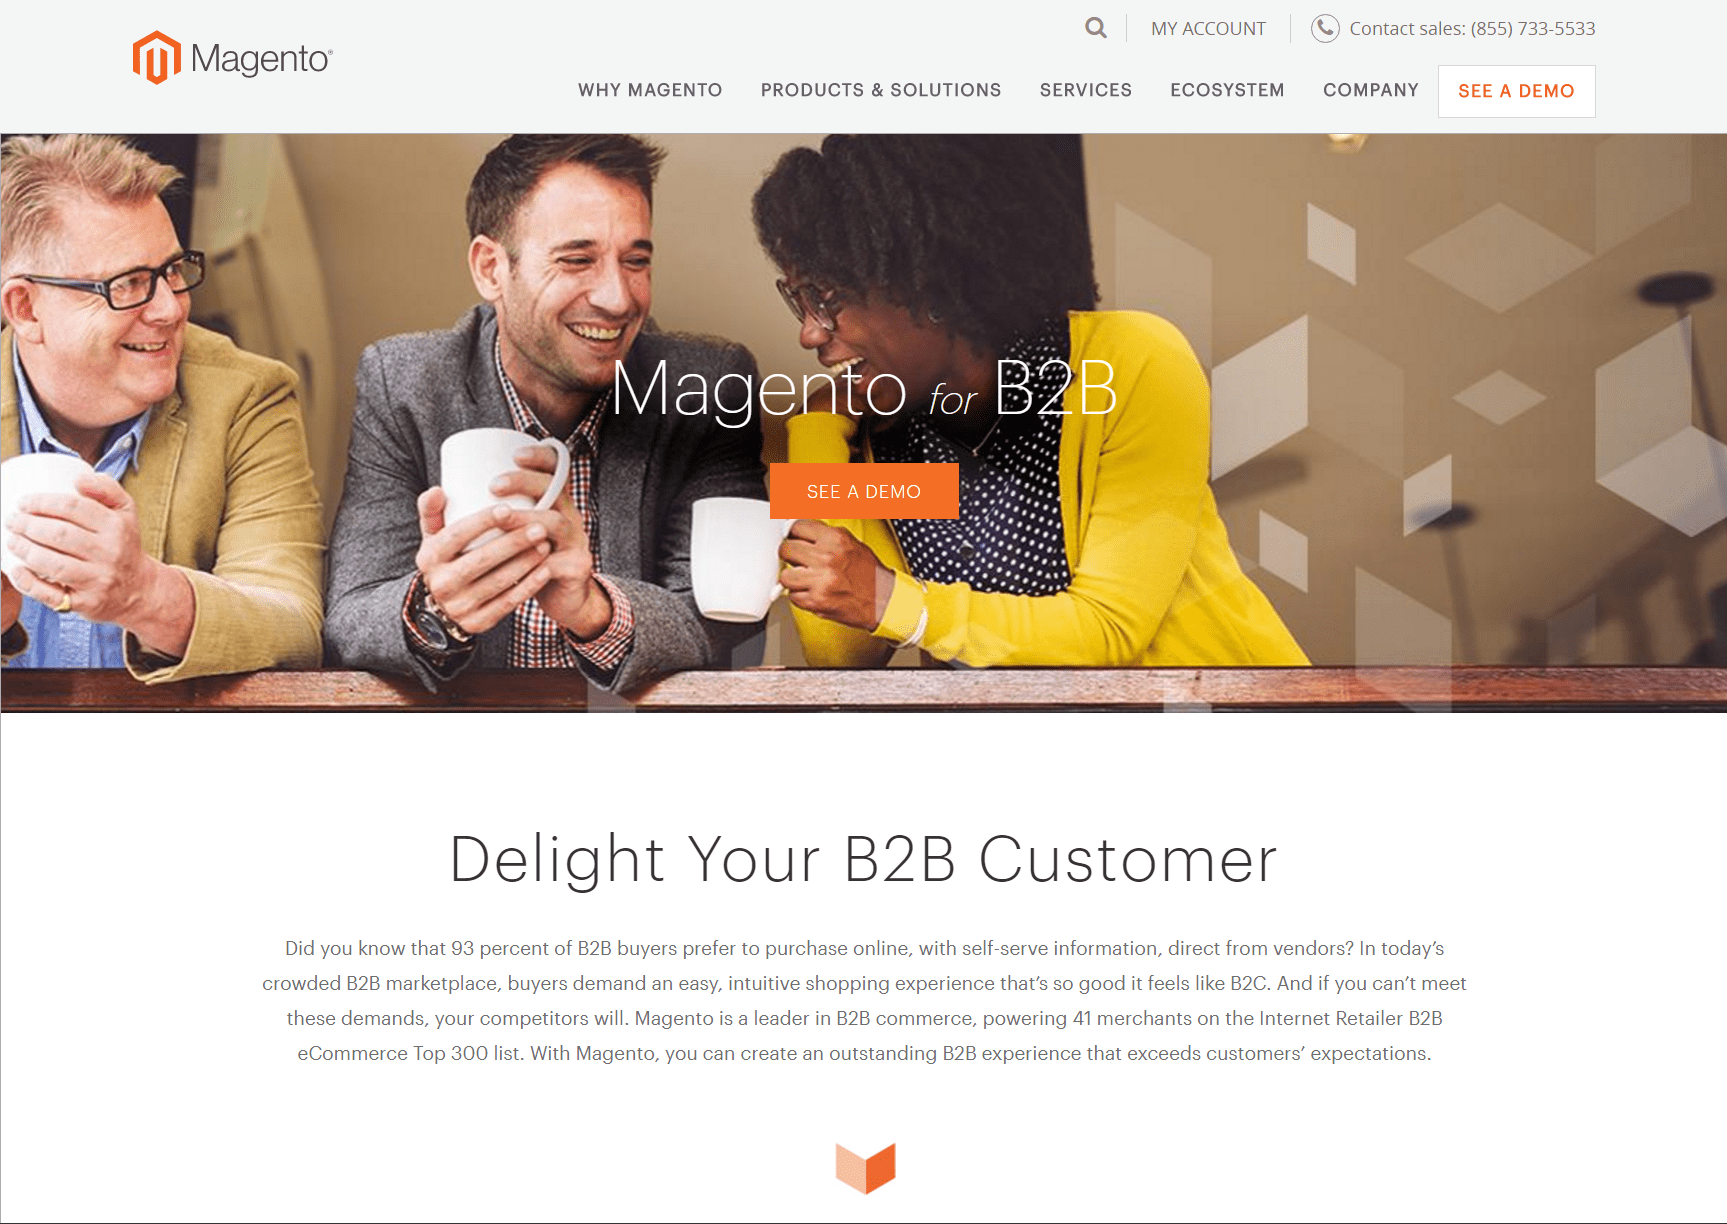 Magento®
MY ACCOUNT
Contact sales: (855) 733-5533
WHY MAGENTO
PRODUCTS & SOLUTIONS
SERVICES
ECOSYSTEM
COMPANY
SEE A DEMO
Magento for B2B
SEE A DEMO
Delight Your B2B Customer
Did you know that 93 percent of B2B buyers prefer to purchase online, with self-serve information, direct from vendors? In today’s
crowded B2B marketplace, buyers demand an easy, intuitive shopping experience that’s so good it feels like B2C. And if you can’t meet
these demands, your competitors will. Magento is a leader in B2B commerce, powering 41 merchants on the Internet Retailer B2B
eCommerce Top 300 list. With Magento, you can create an outstanding B2B experience that exceeds customers’ expectations.